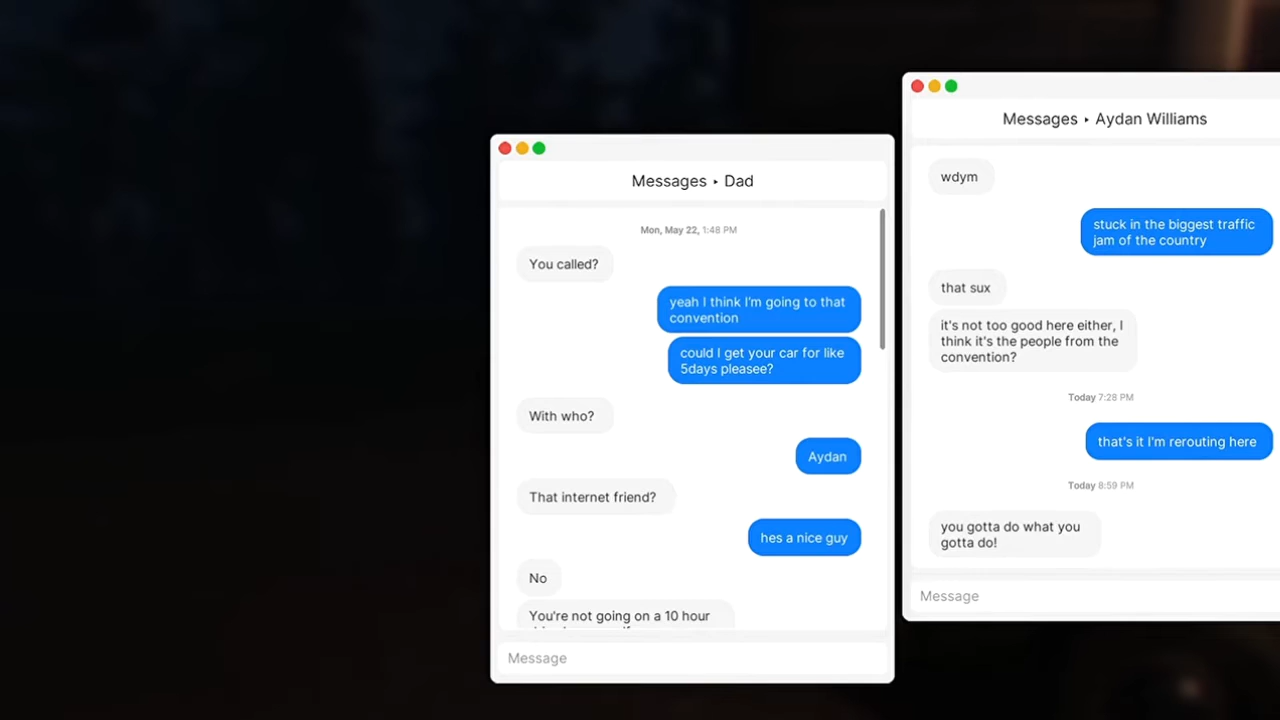 Messages ▸ Dad
Mon, May 22, 1:48 PM
You called?
yeah I think I'm going to that
convention
could I get your car for like
5days pleasee?
With who?
Aydan
That internet friend?
hes a nice guy
No
You're not going on a 10 hour
Message
Messages ▸ Aydan Williams
wdym
stuck in the biggest traffic
jam of the country
that sux
it's not too good here either, I
think it's the people from the
convention?
Today 7:28 PM
that's it I'm rerouting here
Today 8:59 PM
you gotta do what you
gotta do!
Message